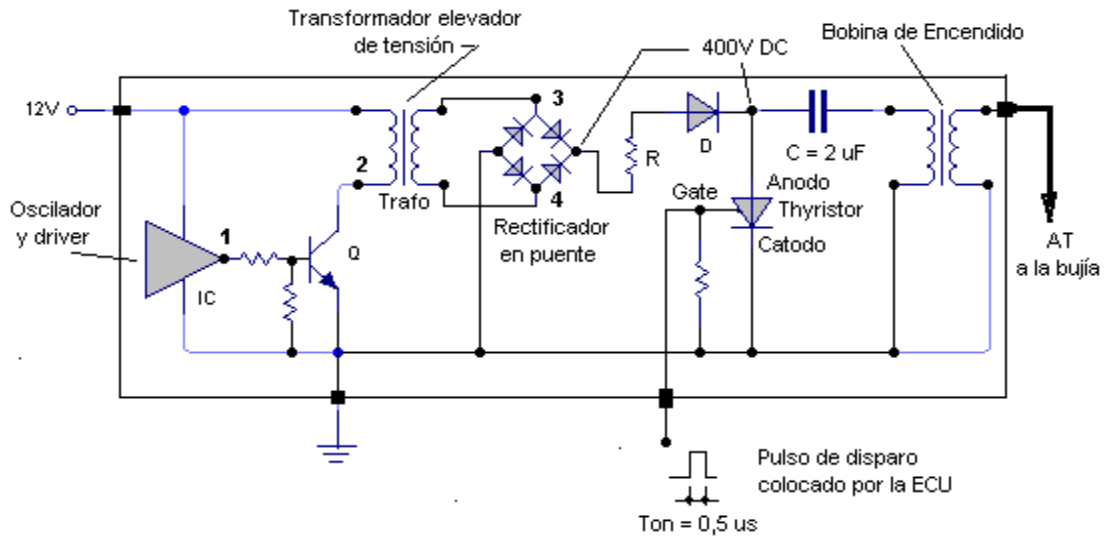 Transformador elevador
de tensión
400V DC
Bobina de Encendido
12V
3
D
C = 2 uF
2
R
Trafo
4
Gate
Anodo
Thyristor
Catodo
Oscilador
y driver
1
Q
IC
Rectificador
en puente
AT
a la bujía
Pulso de disparo
colocado por la ECU
Ton = 0,5 us